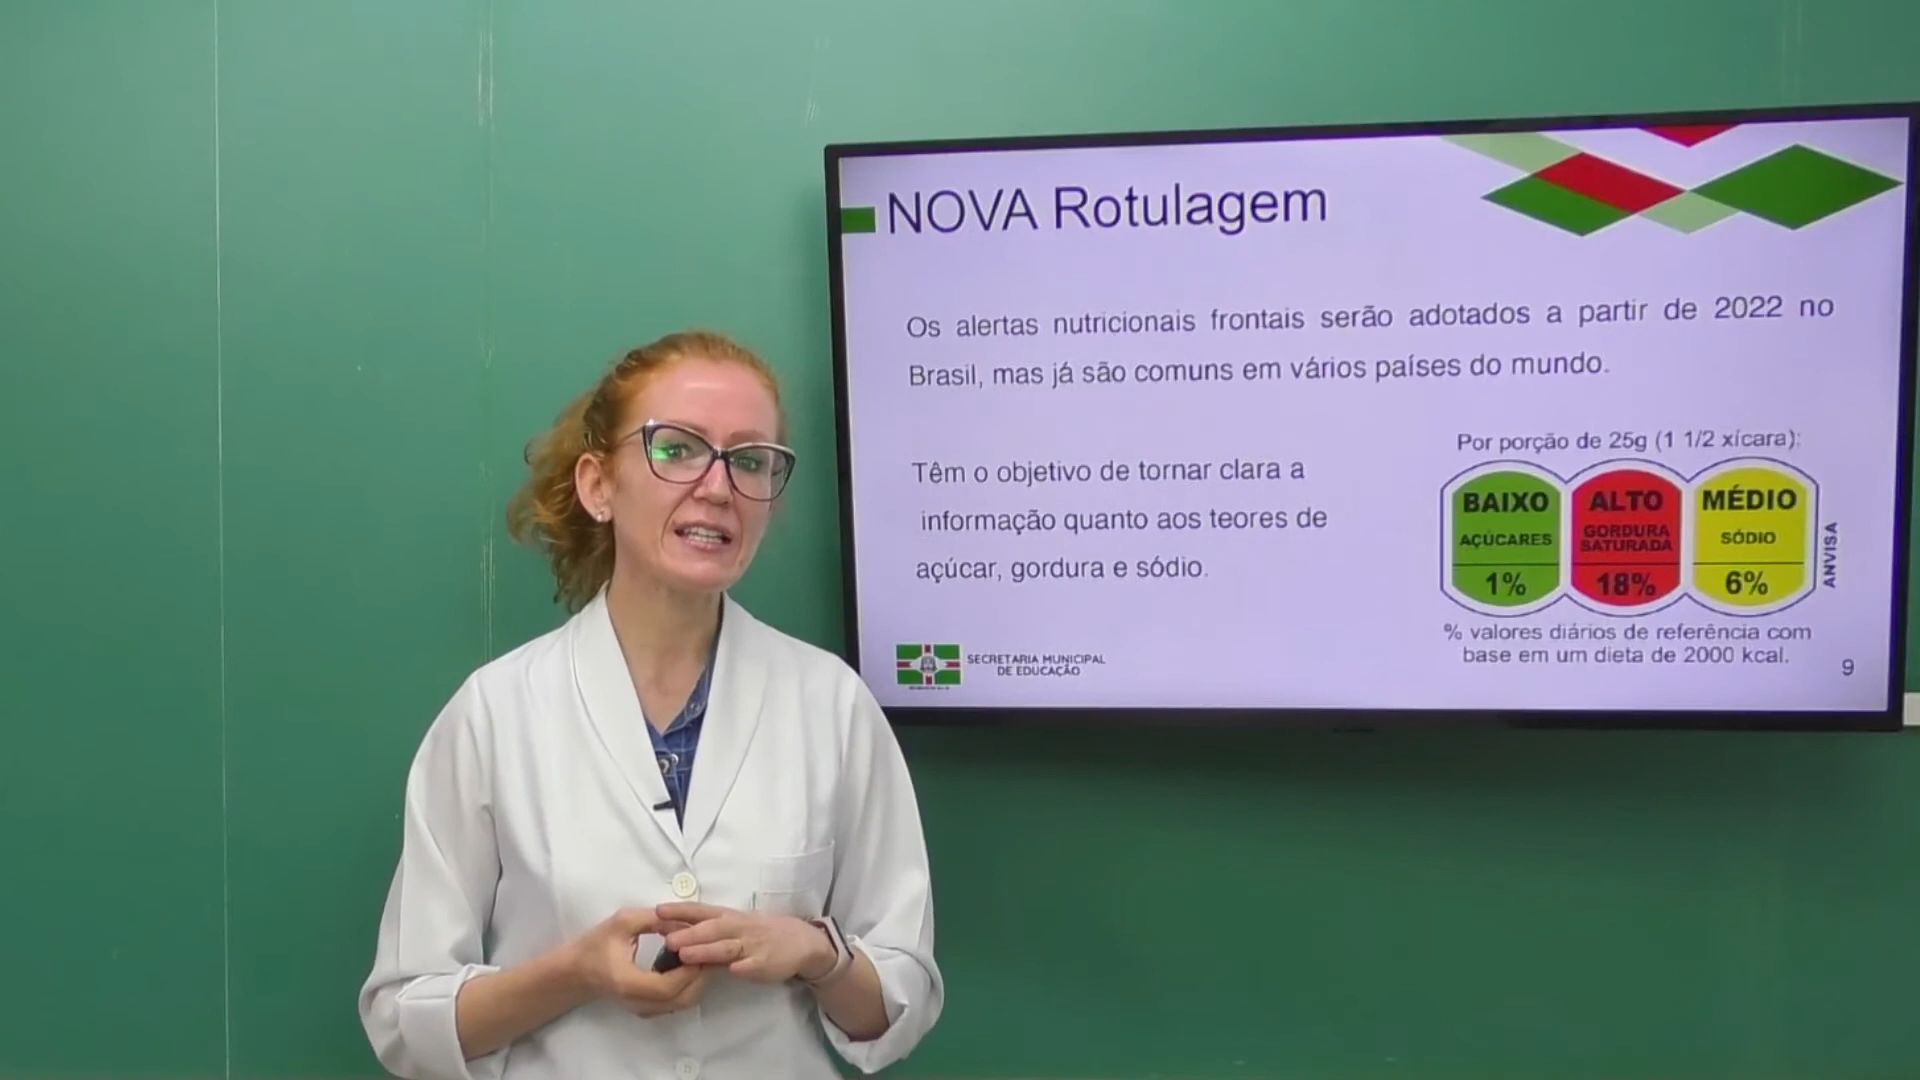 NOVA Rotulagem
Os alertas nutricionais frontais serão adotados a partir de 2022 no
Brasil, mas já são comuns em vários países do mundo.
Têm o objetivo de tornar clara a
informação quanto aos teores de
açúcar, gordura e sódio.
Por porção de 25g (1 1/2 xícara):
BAIXO
AÇÚCARES
1%
ALTO
GORDURA
SATURADA
18%
MÉDIO
SÓDIO
6%
ANVISA
% valores diários de referência com
base em um dieta de 2000 kcal.
SECRETARIA MUNICIPAL
DE EDUCAÇÃO
9